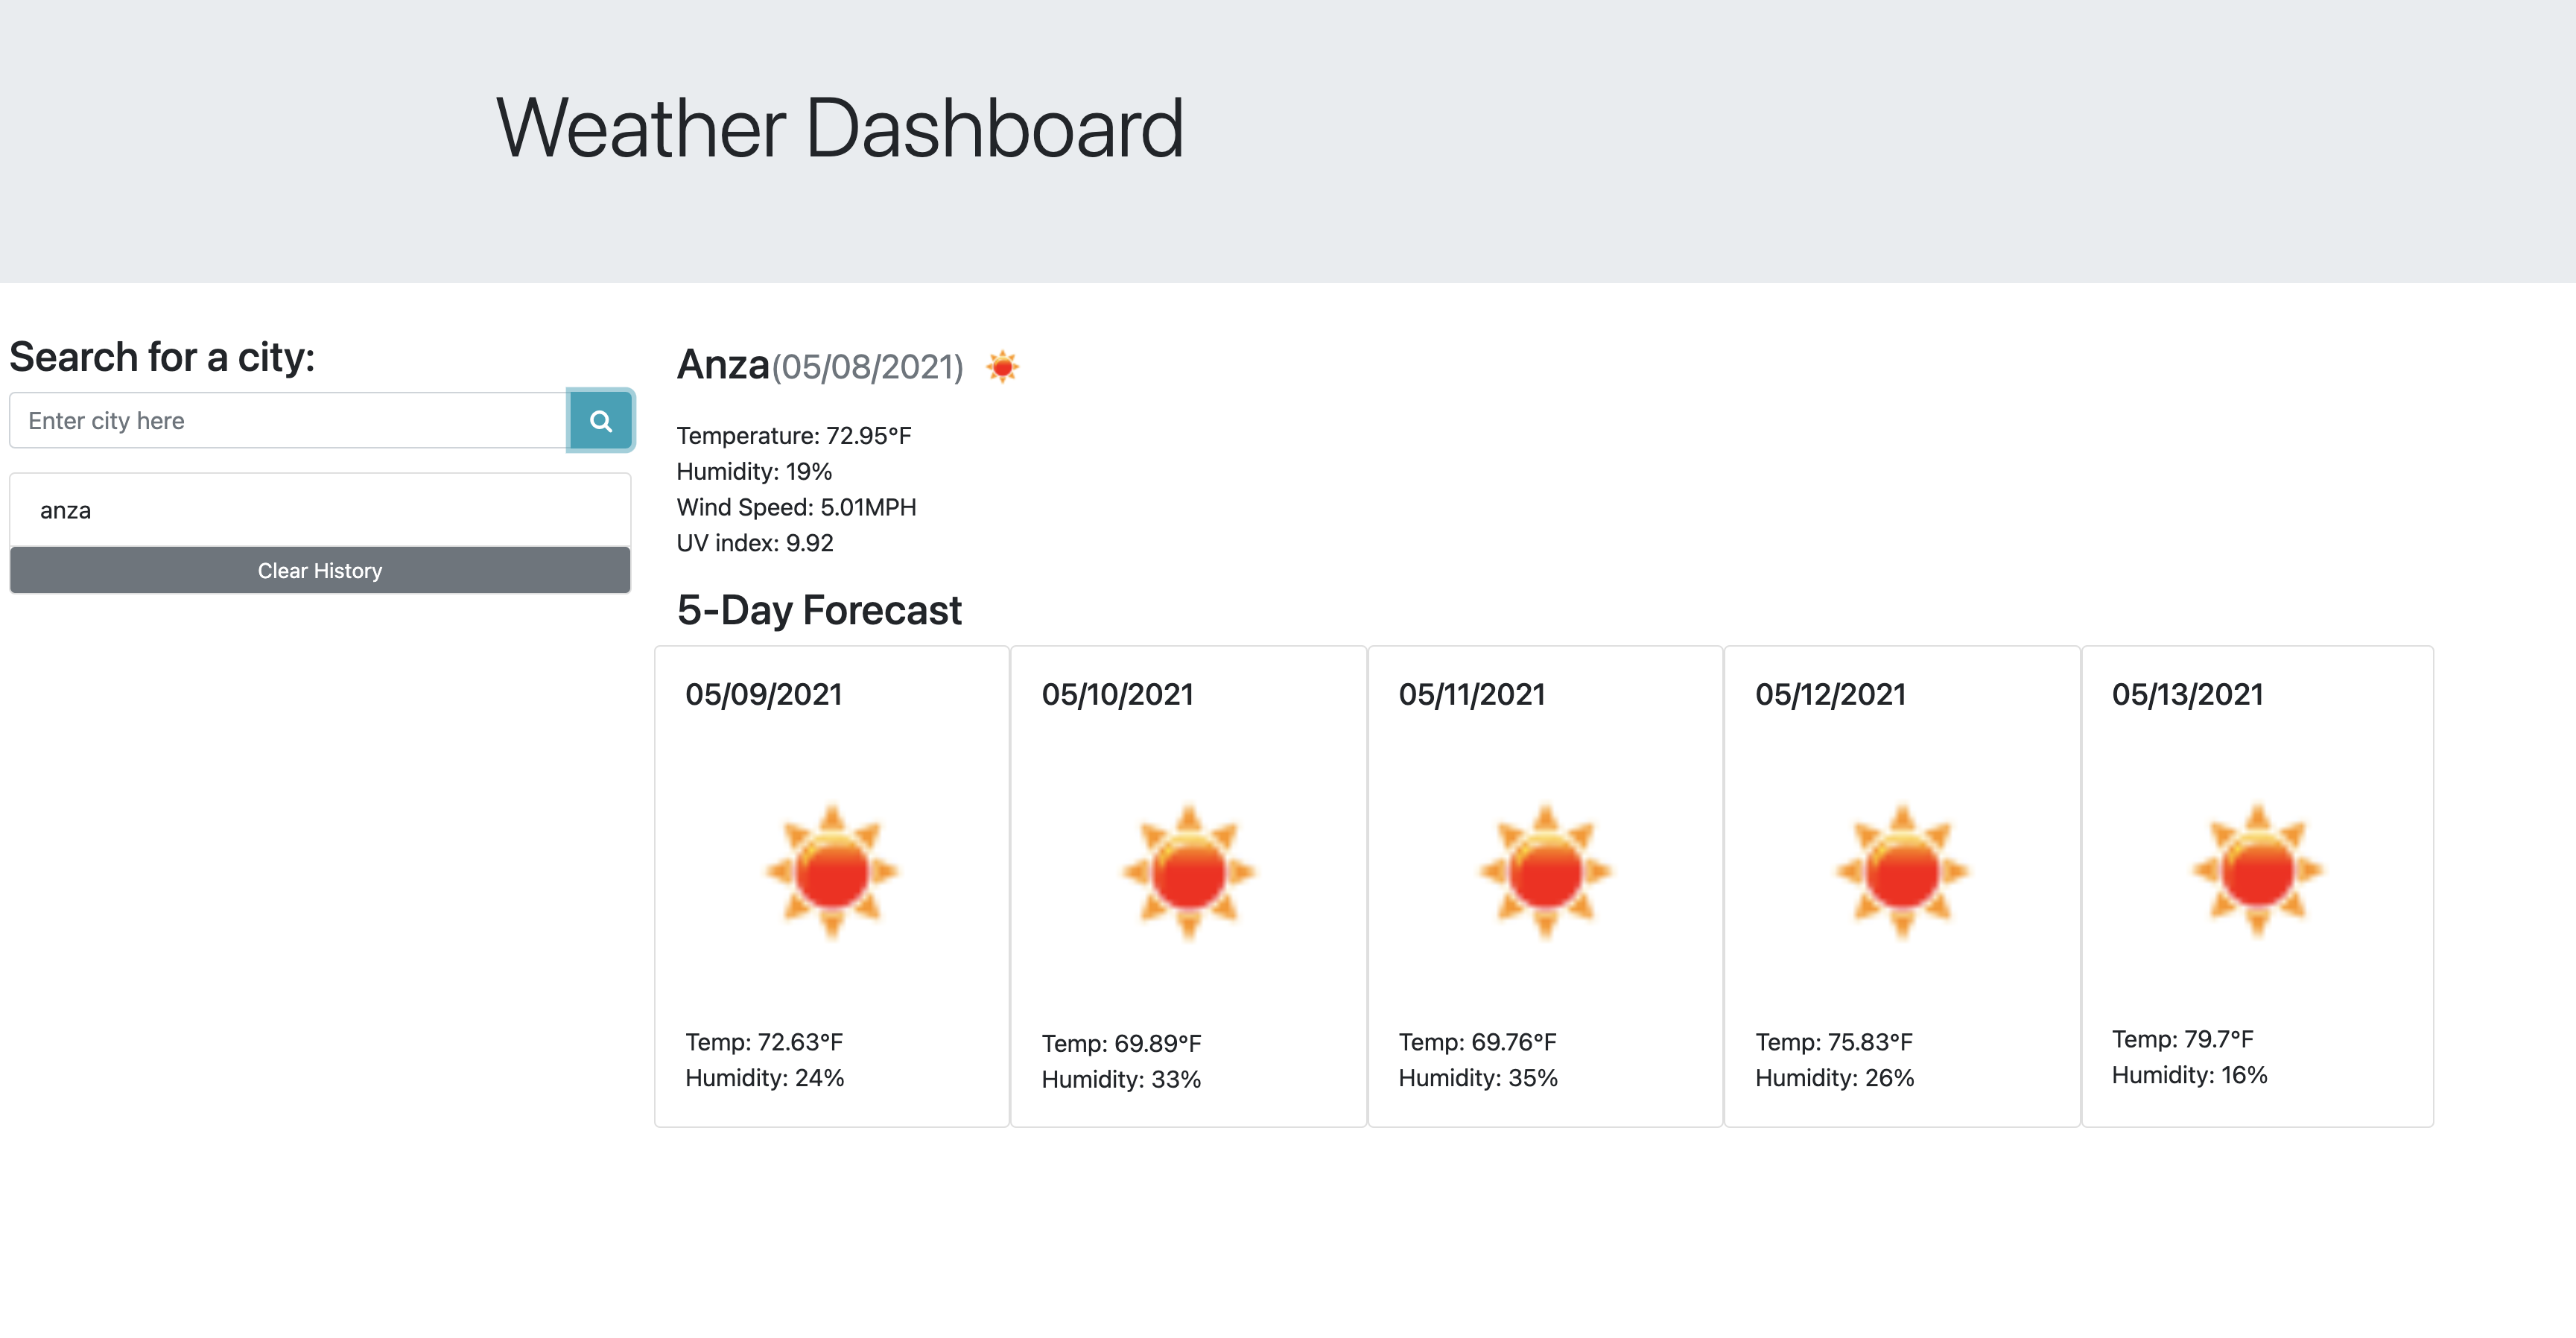 Weather Dashboard
Search for a city:
Enter city here
anza
Clear History
Anza(05/08/2021)
Temperature: 72.95°F
Humidity: 19%
Wind Speed: 5.01MPH
UV index: 9.92
5-Day Forecast
05/09/2021
Temp: 72.63°F
Humidity: 24%
05/10/2021
Temp: 69.89°F
Humidity: 33%
05/11/2021
Temp: 69.76°F
Humidity: 35%
05/12/2021
Temp: 75.83°F
Humidity: 26%
05/13/2021
Temp: 79.7°F
Humidity: 16%